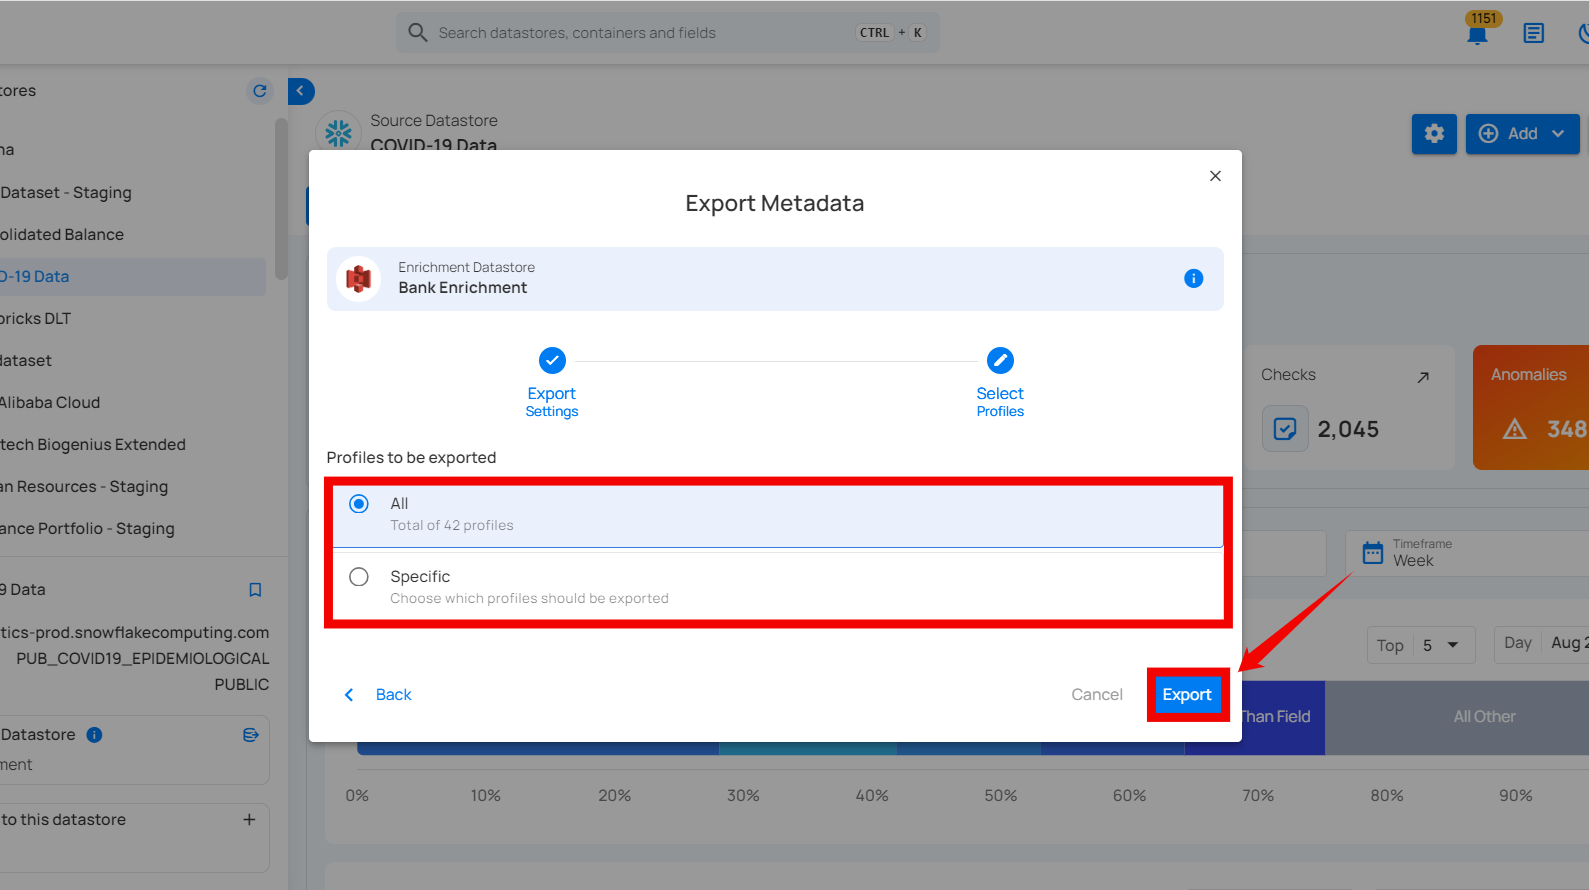 Search datastores, containers and fields
CTRL + K
1151
tores
na
Dataset - Staging
olidated Balance
D-19 Data
bricks DLT
dataset
Alibaba Cloud
tech Biogenius Extended
an Resources - Staging
ance Portfolio - Staging
9 Data
tics-prod.snowflakecomputing.com
PUB_COVID19_EPIDEMIOLOGICAL
PUBLIC
Datastore
ment
to this datastore
Source Datastore
COVID-19 Data
Add
Export Metadata
Enrichment Datastore
Bank Enrichment
Export
Settings
Select
Profiles
Profiles to be exported
All
Total of 42 profiles
Specific
Choose which profiles should be exported
Back
Cancel
Export
Checks
2,045
Anomalies
348
Timeframe
Week
Top 5
Day Aug 2
Than Field
All Other
0% 10% 20% 30% 40% 50% 60% 70% 80% 90%